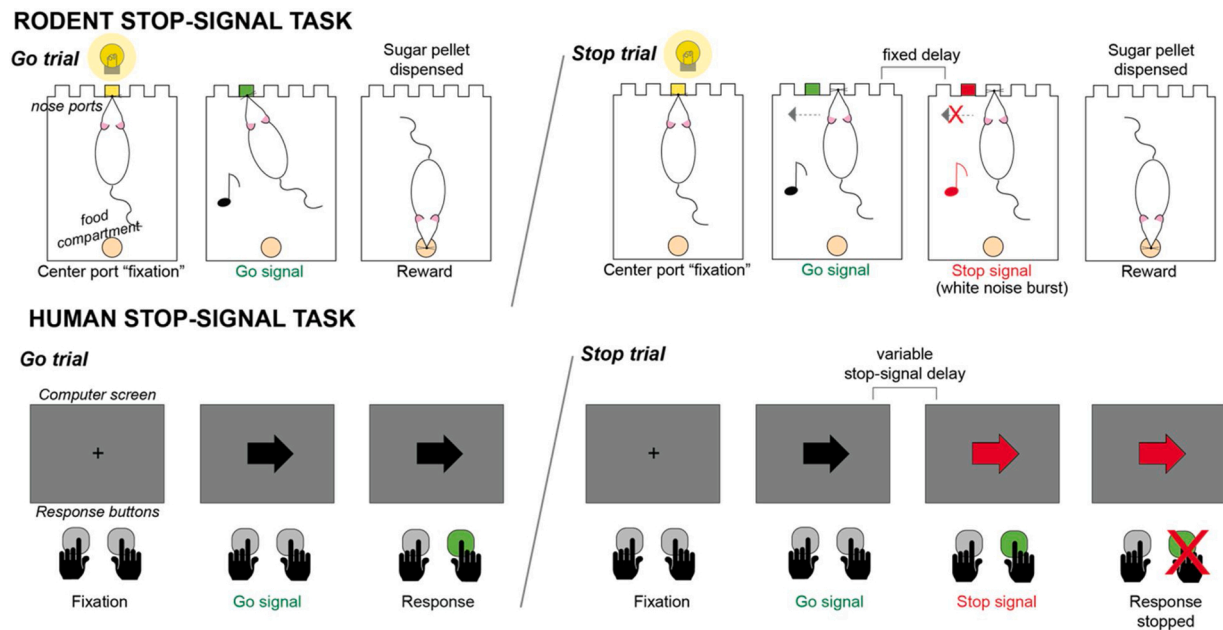 RODENT STOP-SIGNAL TASK
Go trial
Sugar pellet
dispensed
nose ports
food
compartment
Center port “fixation”
Go signal
Reward
Stop trial
fixed delay
Sugar pellet
dispensed
Center port “fixation”
Go signal
Stop signal
(white noise burst)
Reward
HUMAN STOP-SIGNAL TASK
Go trial
Computer screen
+
Response buttons
Fixation
Go signal
Response
Stop trial
variable
stop-signal delay
+
Fixation
Go signal
Stop signal
Response
stopped